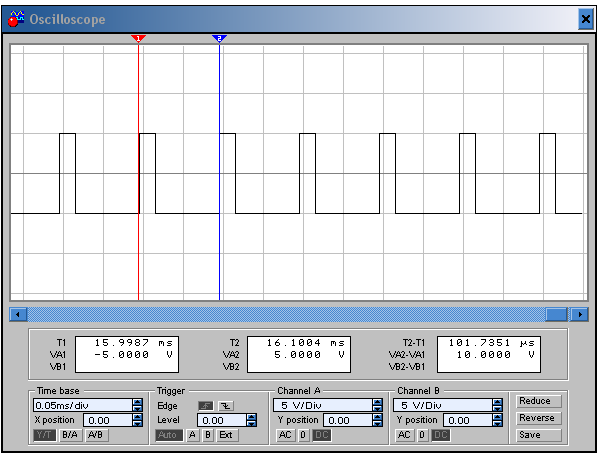 Oscilloscope
1 2
T1 15.9987 ms T2 16.1004 ms T2-T1 101.7351 µs
VA1 -5.0000 V VA2 5.0000 V VA2-VA1 10.0000 V
VB1 VB2 VB2-VB1
Time base Trigger Channel A Channel B
0.05ms/div Edge 5 V/Div 5 V/Div Reduce
X position 0.00 Level 0.00 Y position 0.00 Y position 0.00 Reverse
Y/T B/A A/B Auto A B Ext AC 0 DC AC 0 DC Save